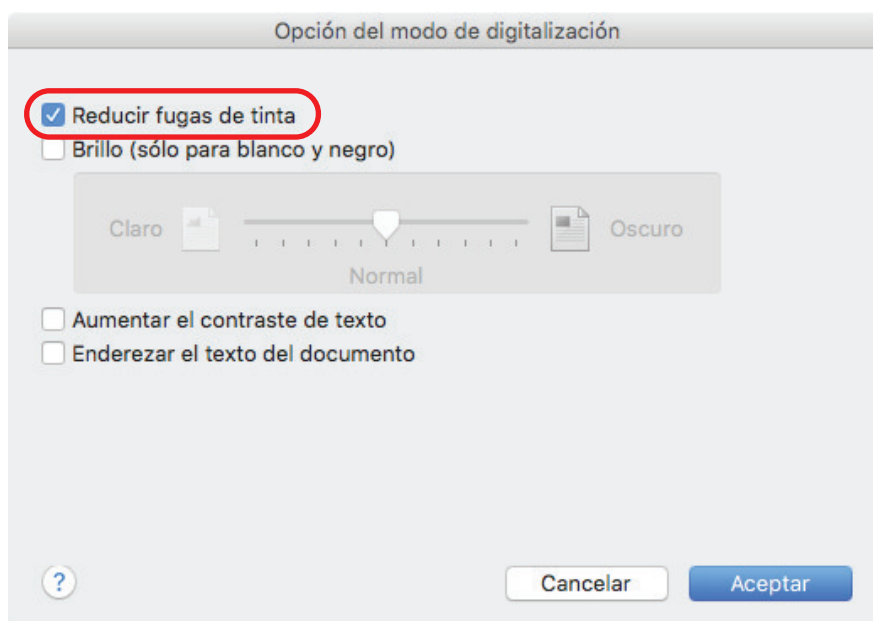 Opción del modo de digitalización
Reducir fugas de tinta
Brillo (sólo para blanco y negro)
Claro Oscuro
Normal
Aumentar el contraste de texto
Enderezar el texto del documento
? Cancelar Aceptar